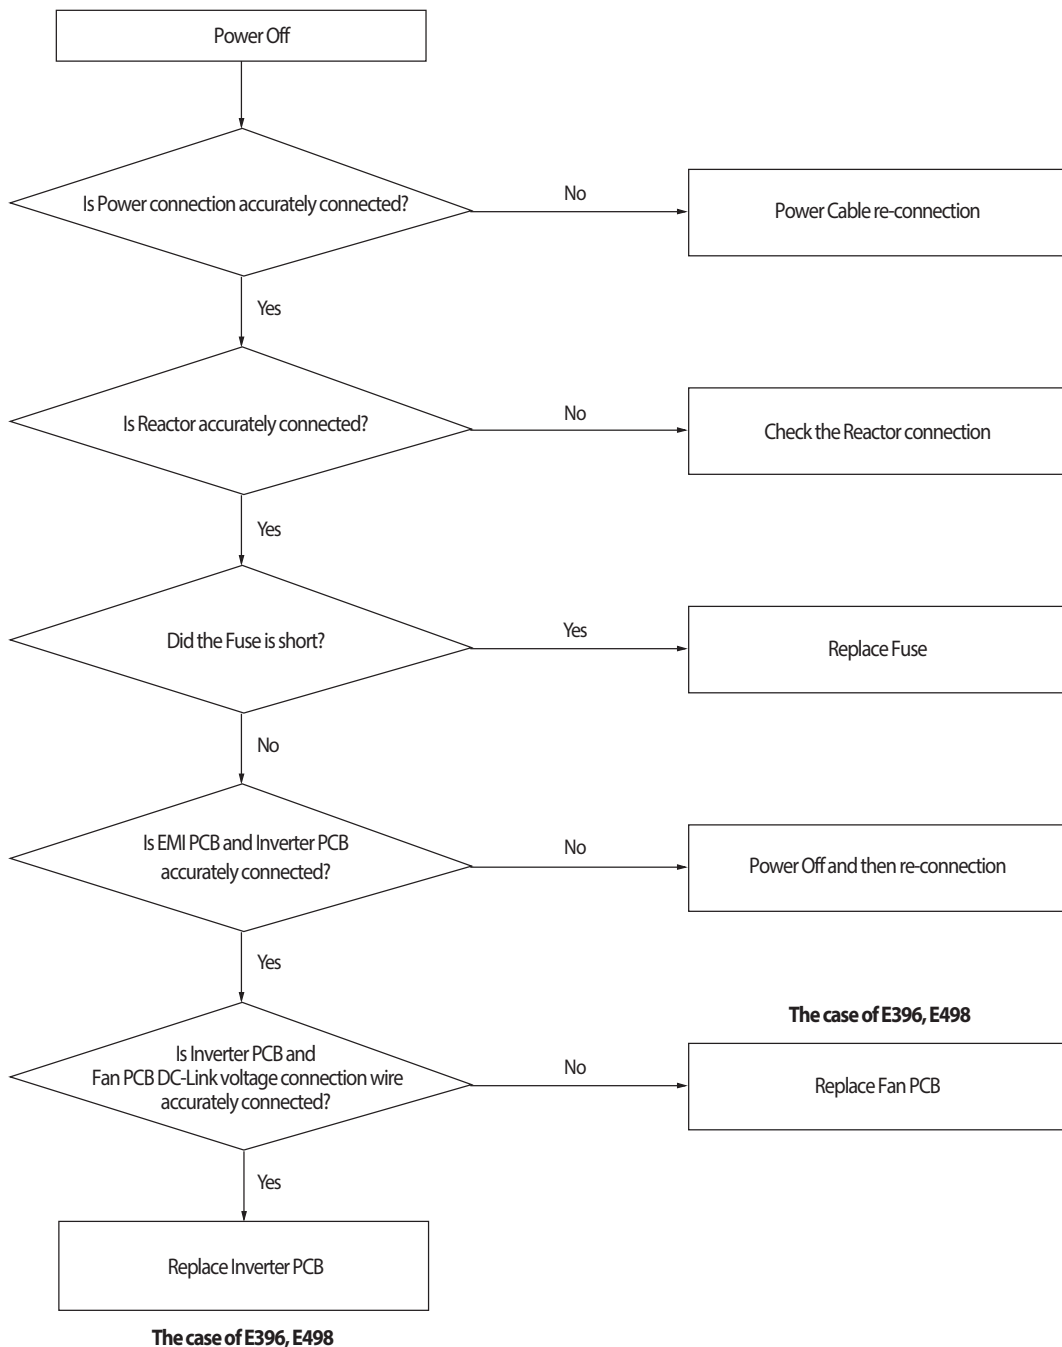 Power Off
Is Power connection accurately connected?
No
Power Cable re-connection
Yes
Is Reactor accurately connected?
No
Check the Reactor connection
Yes
Did the Fuse is short?
Yes
Replace Fuse
No
Is EMI PCB and Inverter PCB
accurately connected?
No
Power Off and then re-connection
Yes
The case of E396, E498
Is Inverter PCB and
Fan PCB DC-Link voltage connection wire
accurately connected?
No
Replace Fan PCB
Yes
Replace Inverter PCB
The case of E396, E498